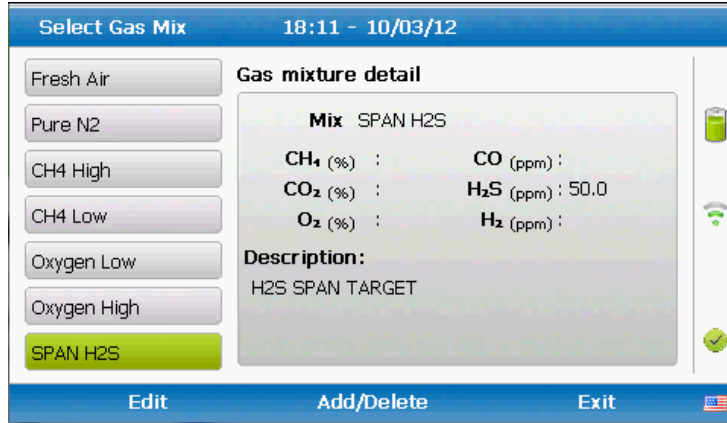 Select Gas Mix 18:11 - 10/03/12
Fresh Air
Pure N2
CH4 High
CH4 Low
Oxygen Low
Oxygen High
SPAN H2S
Gas mixture detail
Mix SPAN H2S
CH₄ (%) : CO (ppm) :
CO₂ (%) : H₂S (ppm) : 50.0
O₂ (%) : H₂ (ppm) :
Description:
H2S SPAN TARGET
Edit Add/Delete Exit